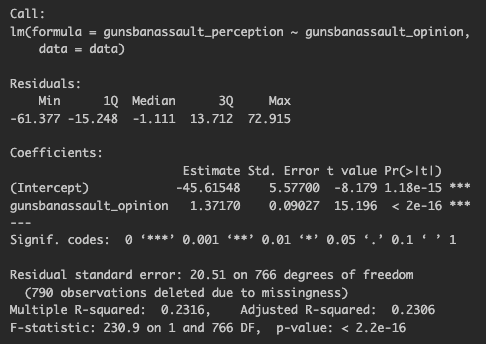 Call:
lm(formula = gunsbanassault_perception ~ gunsbanassault_opinion,
    data = data)

Residuals:
    Min      1Q  Median      3Q     Max
-61.377 -15.248  -1.111  13.712  72.915

Coefficients:
                        Estimate Std. Error t value Pr(>|t|)
(Intercept)            -45.61548    5.57700  -8.179 1.18e-15 ***
gunsbanassault_opinion   1.37170    0.09027  15.196  < 2e-16 ***
---
Signif. codes:  0 ‘***’ 0.001 ‘**’ 0.01 ‘*’ 0.05 ‘.’ 0.1 ‘ ’ 1

Residual standard error: 20.51 on 766 degrees of freedom
  (790 observations deleted due to missingness)
Multiple R-squared:  0.2316,	Adjusted R-squared:  0.2306
F-statistic: 230.9 on 1 and 766 DF,  p-value: < 2.2e-16